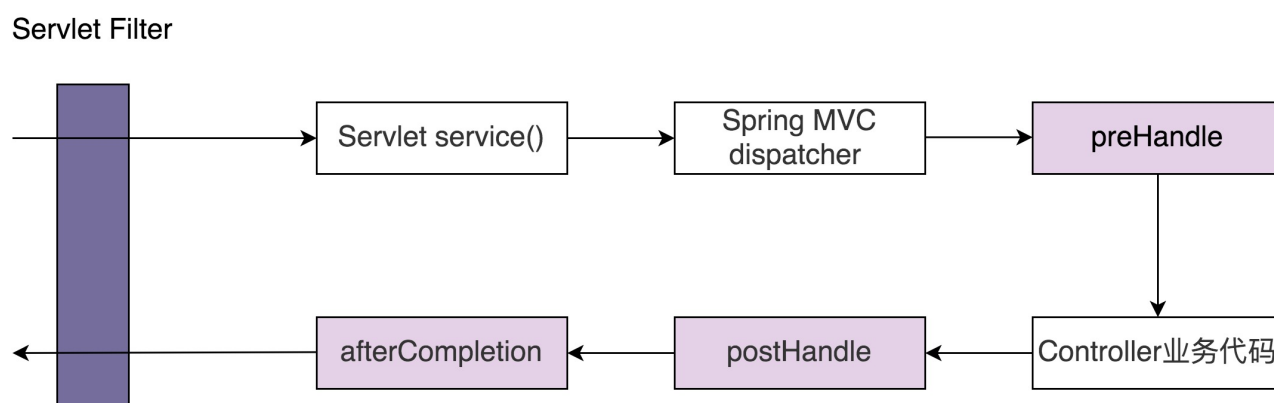 Servlet Filter
Servlet service()
Spring MVC
dispatcher
preHandle
afterCompletion
postHandle
Controller业务代码